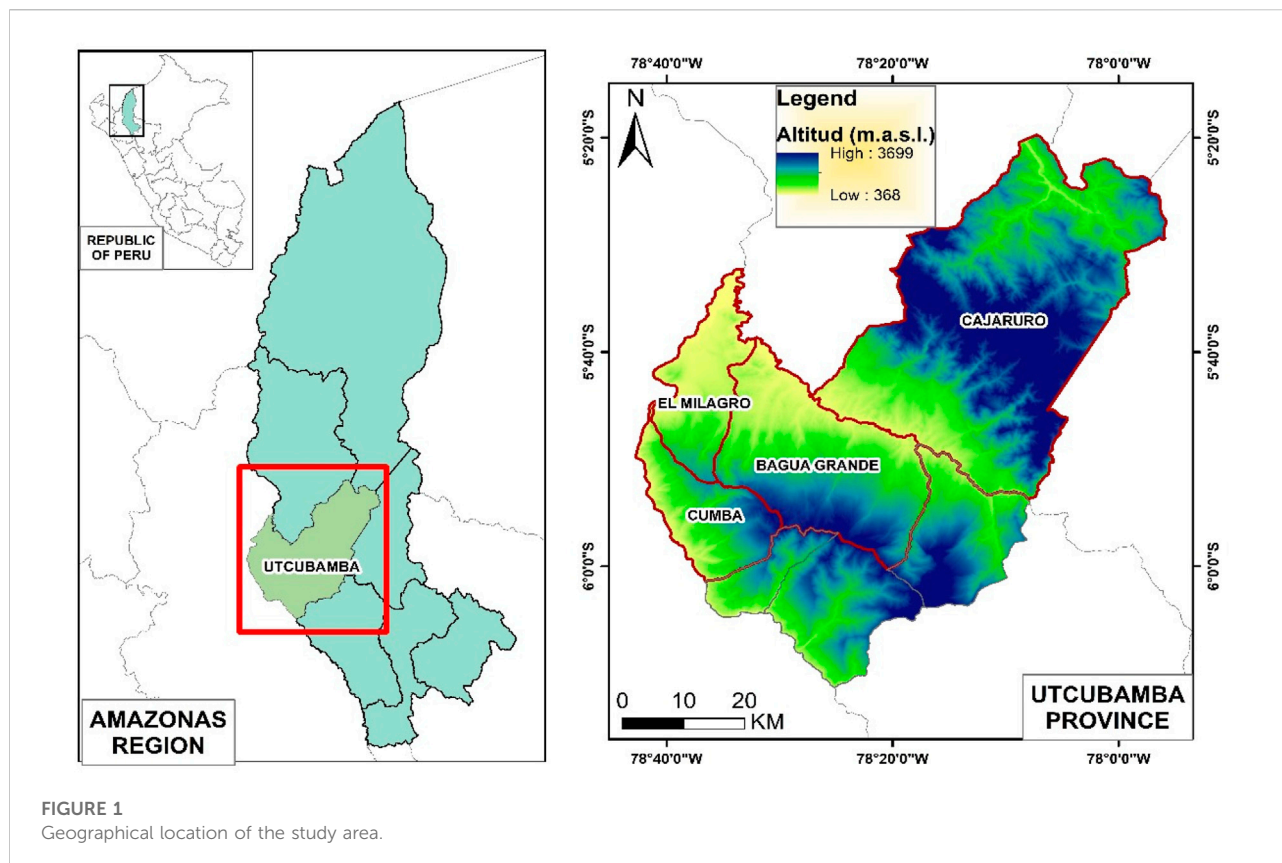 REPUBLIC
OF PERU
UTCUBAMBA
AMAZONAS
REGION
78°40'0"W
78°20'0"W
78°0'0"W
N
Legend
Altitud (m.a.s.l.)
High : 3699
Low : 368
5°20'0"S
5°20'0"S
CAJARURO
5°40'0"S
5°40'0"S
EL MILAGRO
BAGUA GRANDE
CUMBA
6°0'0"S
6°0'0"S
0 10 20
KM
UTCUBAMBA
PROVINCE
78°40'0"W
78°20'0"W
78°0'0"W
FIGURE 1
Geographical location of the study area.